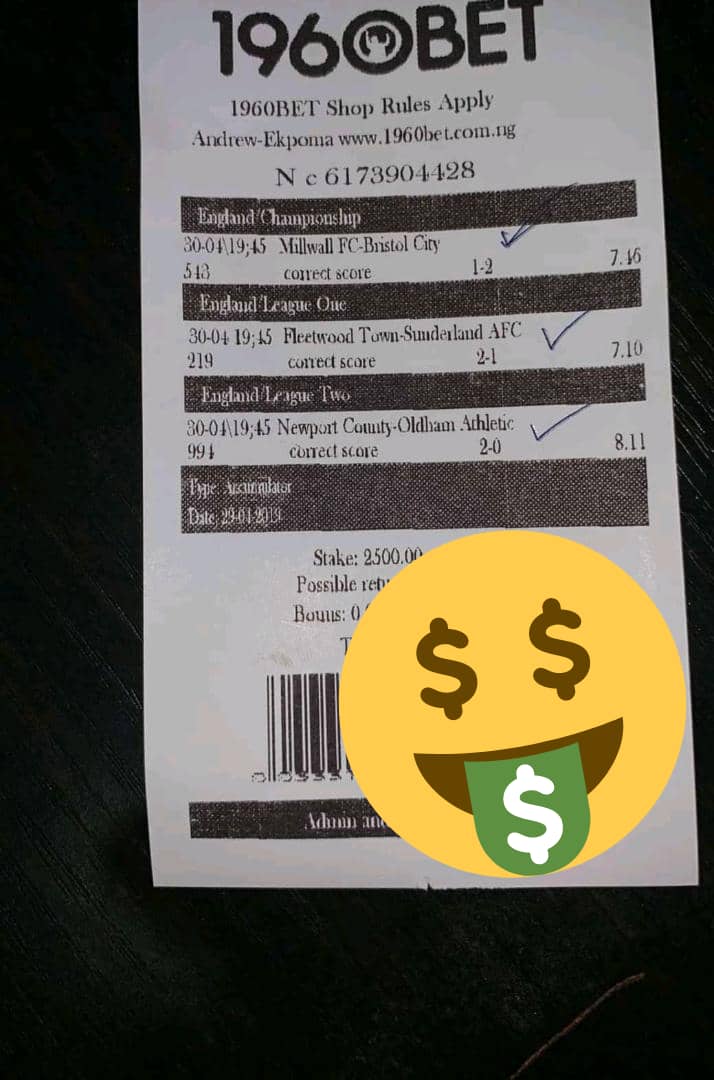 1960BET
1960BET Shop Rules Apply
Andrew-Ekpoma www.1960bet.com.ng
N c 6173904428
England/Championship
30-04\19;45 Millwall FC-Bristol City
543 correct score 1-2 7.46
England/League One
30-04 19;45 Fleetwood Town-Sunderland AFC
219 correct score 2-1 7.10
England/League Two
30-04\19;45 Newport County-Oldham Athletic
994 correct score 2-0 8.11
Type: Accumulator
Date: 29-04-2019
Stake: 2500.00
Possible
Bonus: 0
Admin
$ $
$